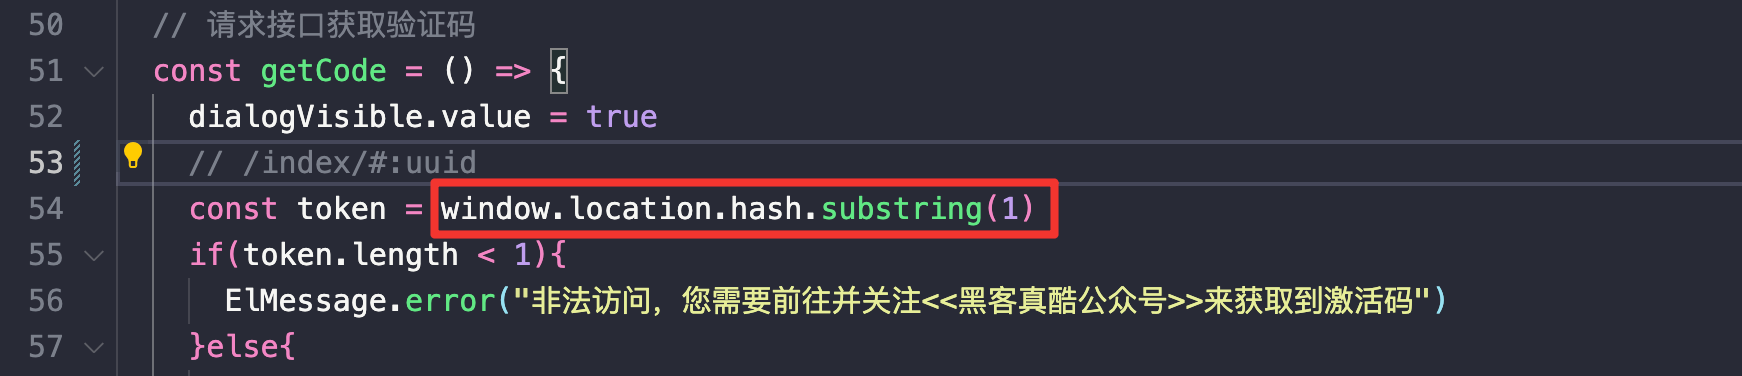 50 // 请求接口获取验证码
51 const getCode = () => {
52 dialogVisible.value = true
53 // /index/#:uuid
54 const token = window.location.hash.substring(1)
55 if(token.length < 1){
56 ElMessage.error("非法访问，您需要前往并关注<<黑客真酷公众号>>来获取到激活码")
57 }else{